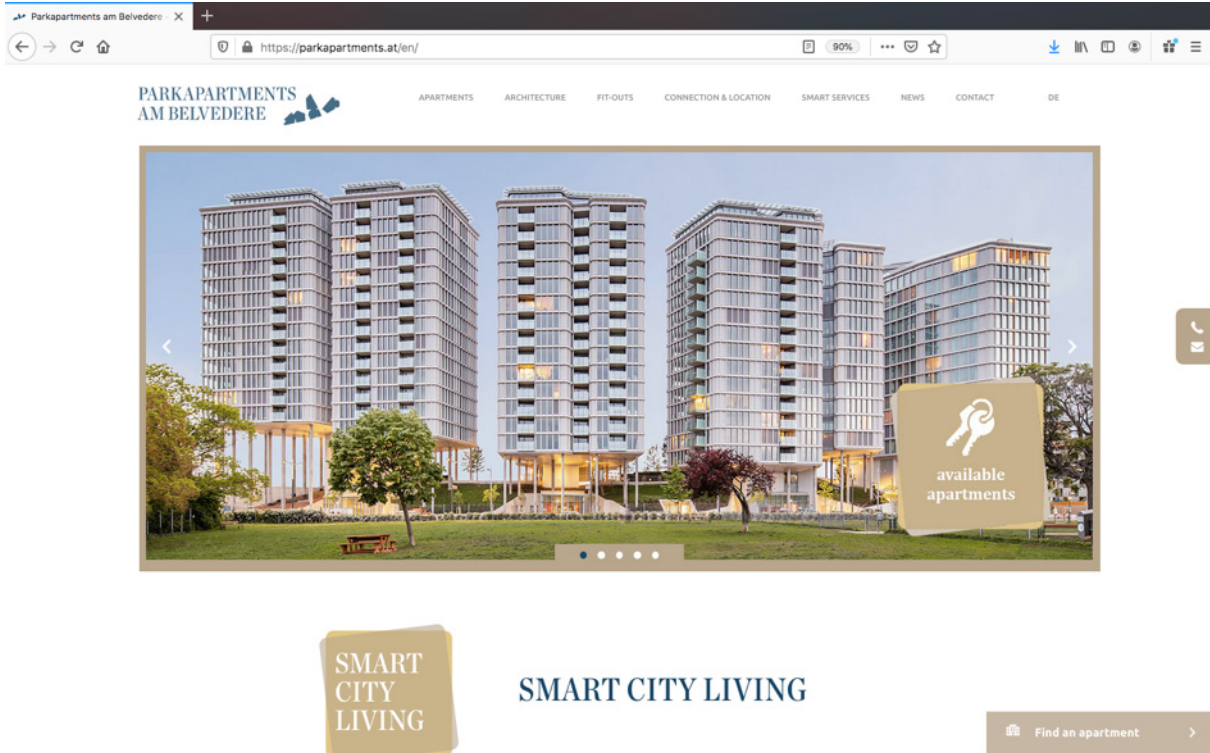 Parkapartments am Belvedere
https://parkapartments.at/en/
90%
PARKAPARTMENTS
AM BELVEDERE
APARTMENTS
ARCHITECTURE
FIT-OUTS
CONNECTION & LOCATION
SMART SERVICES
NEWS
CONTACT
DE
available
apartments
SMART
CITY
LIVING
SMART CITY LIVING
Find an apartment